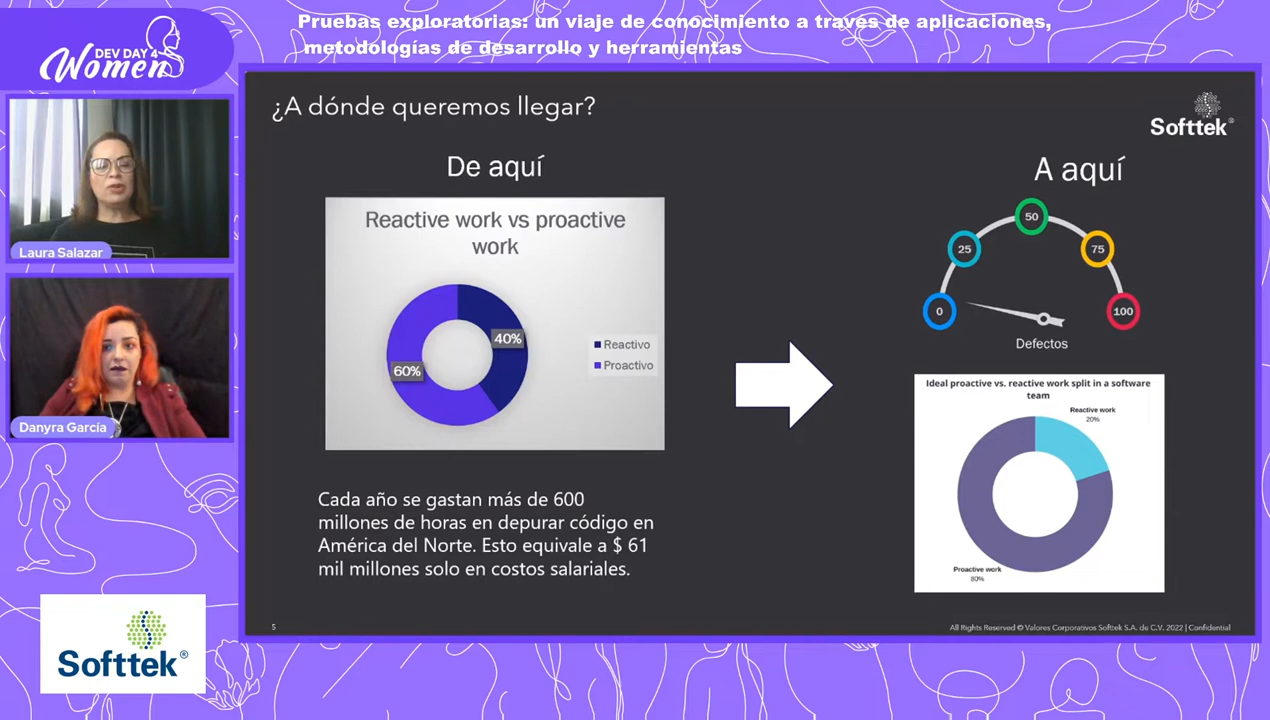 Pruebas exploratorias: un viaje de conocimiento a través de aplicaciones,
metodologías de desarrollo y herramientas
DEV DAY 4
Women
Laura Salazar
Danyra García
Softtek®
¿A dónde queremos llegar?
Softtek®
De aquí
Reactive work vs proactive
work
40%
60%
Reactivo
Proactivo
Cada año se gastan más de 600
millones de horas en depurar código en
América del Norte. Esto equivale a $ 61
mil millones solo en costos salariales.
A aquí
0
25
50
75
100
Defectos
Ideal proactive vs. reactive work split in a software
team
Reactive work
20%
Proactive work
80%
5
All Rights Reserved © Valores Corporativos Softtek S.A. de C.V. 2022 | Confidential